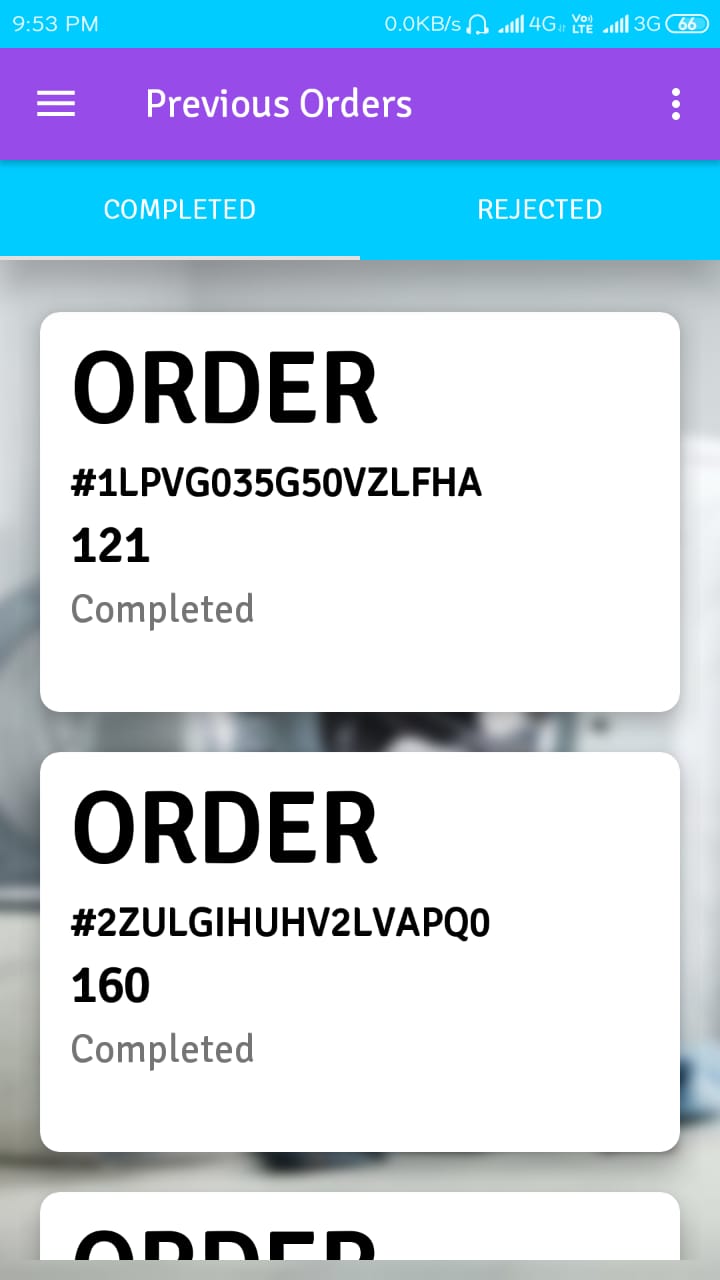 9:53 PM 0.0KB/s 4G Vo) LTE 3G 66
Previous Orders
COMPLETED REJECTED
ORDER
#1LPVG035G50VZLFHA
121
Completed
ORDER
#2ZULGIHUHV2LVAPQ0
160
Completed
ORDER